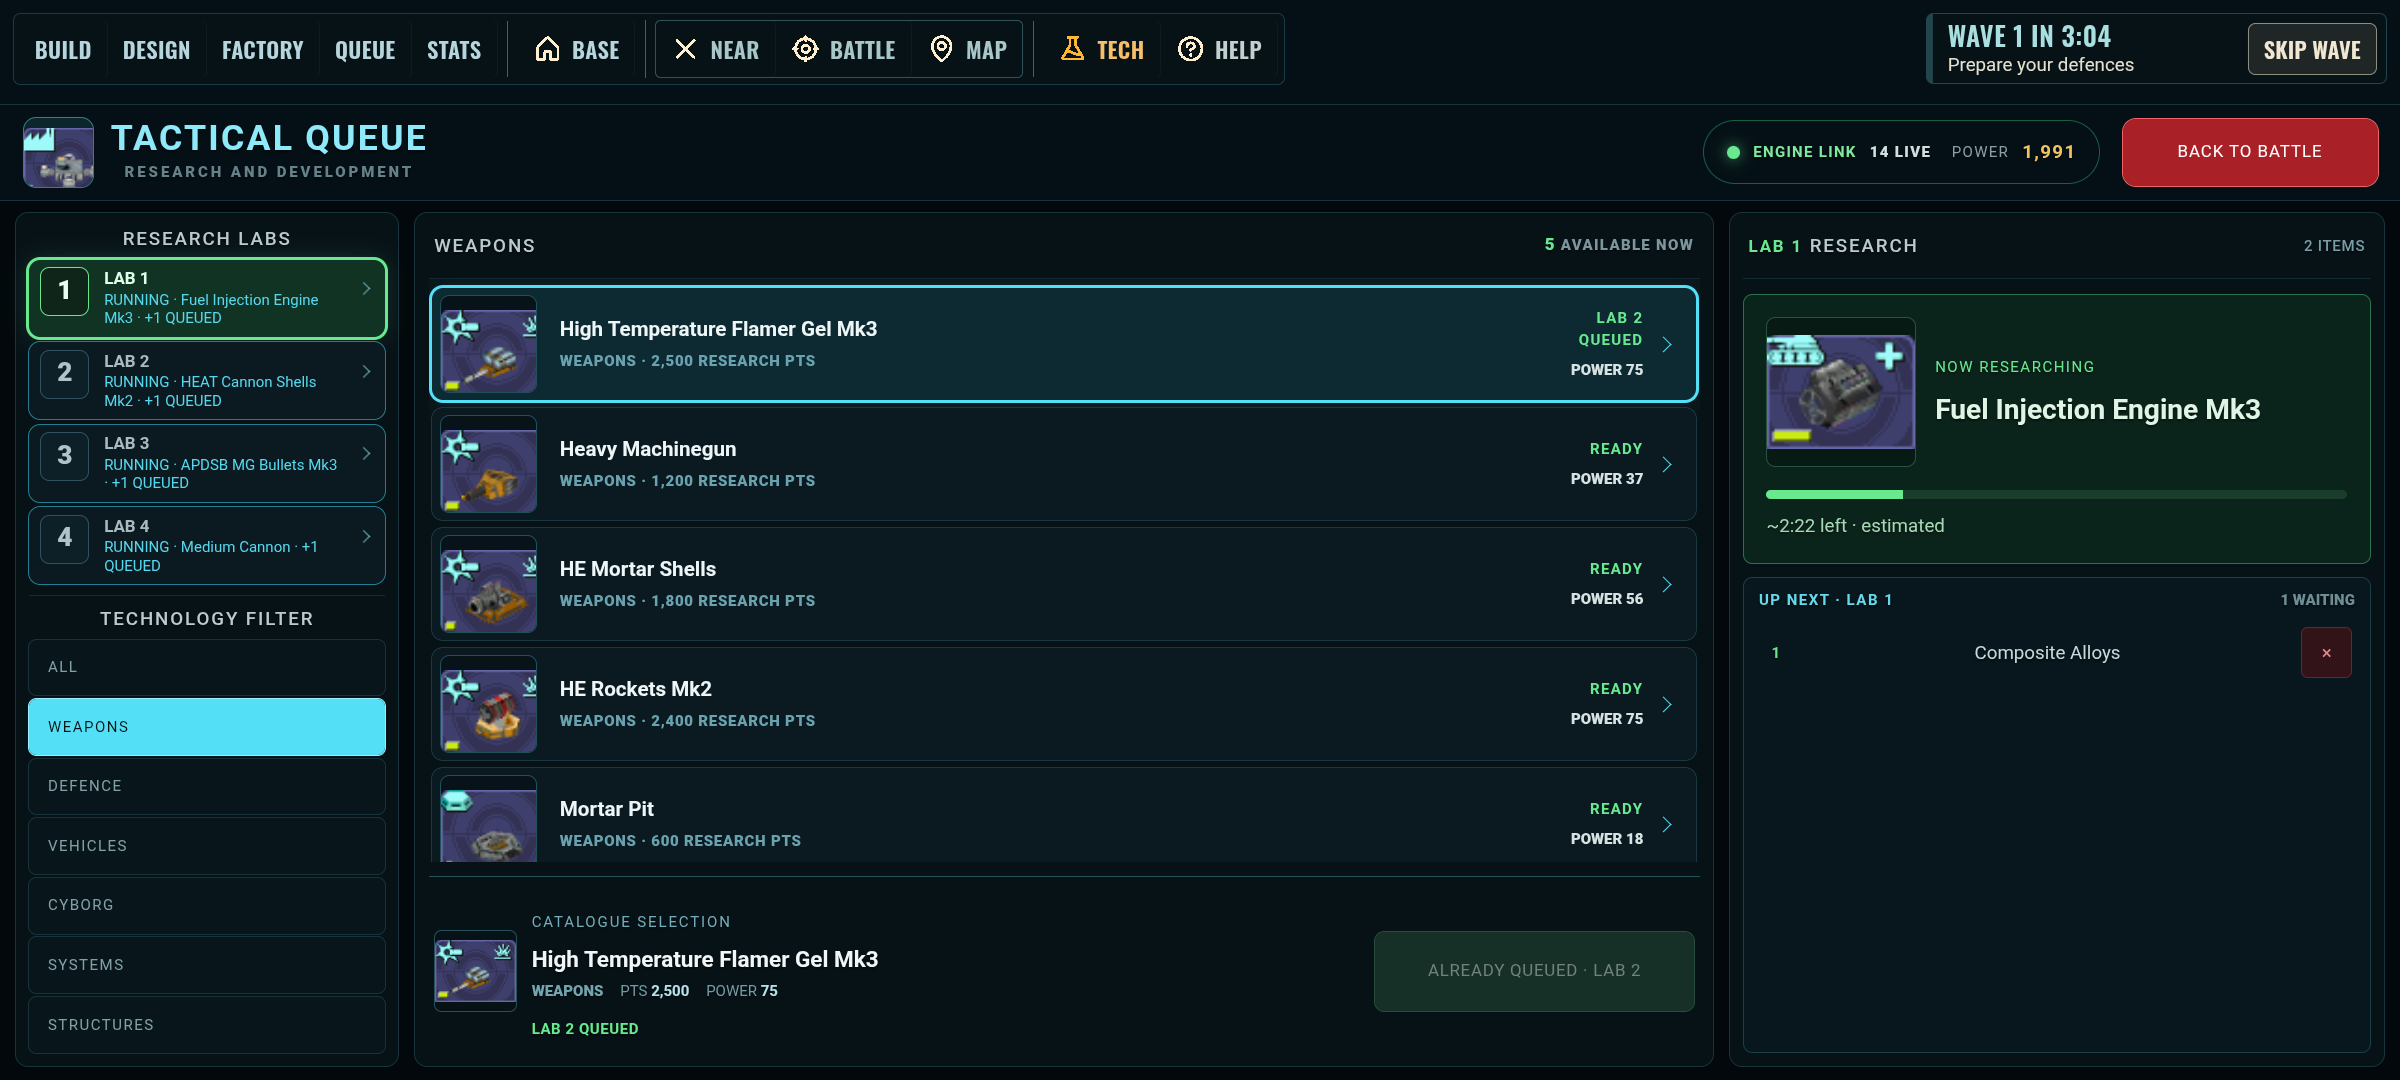 BUILD DESIGN FACTORY QUEUE STATS BASE NEAR BATTLE MAP TECH HELP
WAVE 1 IN 3:04
Prepare your defences
SKIP WAVE
TACTICAL QUEUE
RESEARCH AND DEVELOPMENT
ENGINE LINK 14 LIVE POWER 1,991
BACK TO BATTLE
RESEARCH LABS
1
LAB 1
RUNNING · Fuel Injection Engine
Mk3 · +1 QUEUED
2
LAB 2
RUNNING · HEAT Cannon Shells
Mk2 · +1 QUEUED
3
LAB 3
RUNNING · APDSB MG Bullets Mk3
· +1 QUEUED
4
LAB 4
RUNNING · Medium Cannon · +1
QUEUED
TECHNOLOGY FILTER
ALL
WEAPONS
DEFENCE
VEHICLES
CYBORG
SYSTEMS
STRUCTURES
WEAPONS
5 AVAILABLE NOW
High Temperature Flamer Gel Mk3
WEAPONS · 2,500 RESEARCH PTS
LAB 2
QUEUED
POWER 75
Heavy Machinegun
WEAPONS · 1,200 RESEARCH PTS
READY
POWER 37
HE Mortar Shells
WEAPONS · 1,800 RESEARCH PTS
READY
POWER 56
HE Rockets Mk2
WEAPONS · 2,400 RESEARCH PTS
READY
POWER 75
Mortar Pit
WEAPONS · 600 RESEARCH PTS
READY
POWER 18
CATALOGUE SELECTION
High Temperature Flamer Gel Mk3
WEAPONS PTS 2,500 POWER 75
LAB 2 QUEUED
ALREADY QUEUED · LAB 2
LAB 1 RESEARCH
2 ITEMS
NOW RESEARCHING
Fuel Injection Engine Mk3
~2:22 left · estimated
UP NEXT · LAB 1
1 WAITING
1 Composite Alloys ×